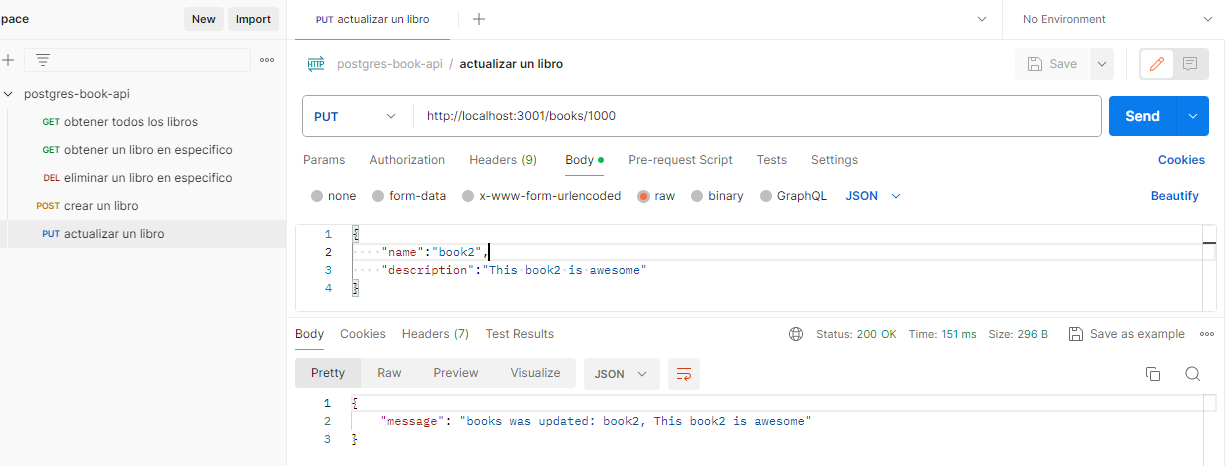 pace New Import
PUT actualizar un libro
No Environment
postgres-book-api
GET obtener todos los libros
GET obtener un libro en especifico
DEL eliminar un libro en especifico
POST crear un libro
PUT actualizar un libro
HTTP postgres-book-api / actualizar un libro
Save
PUT http://localhost:3001/books/1000 Send
Params Authorization Headers (9) Body Pre-request Script Tests Settings Cookies
none form-data x-www-form-urlencoded raw binary GraphQL JSON Beautify
1 {
2 "name":"book2",
3 "description":"This book2 is awesome"
4 }
Body Cookies Headers (7) Test Results Status: 200 OK Time: 151 ms Size: 296 B Save as example
Pretty Raw Preview Visualize JSON
1 {
2 "message": "books was updated: book2, This book2 is awesome"
3 }